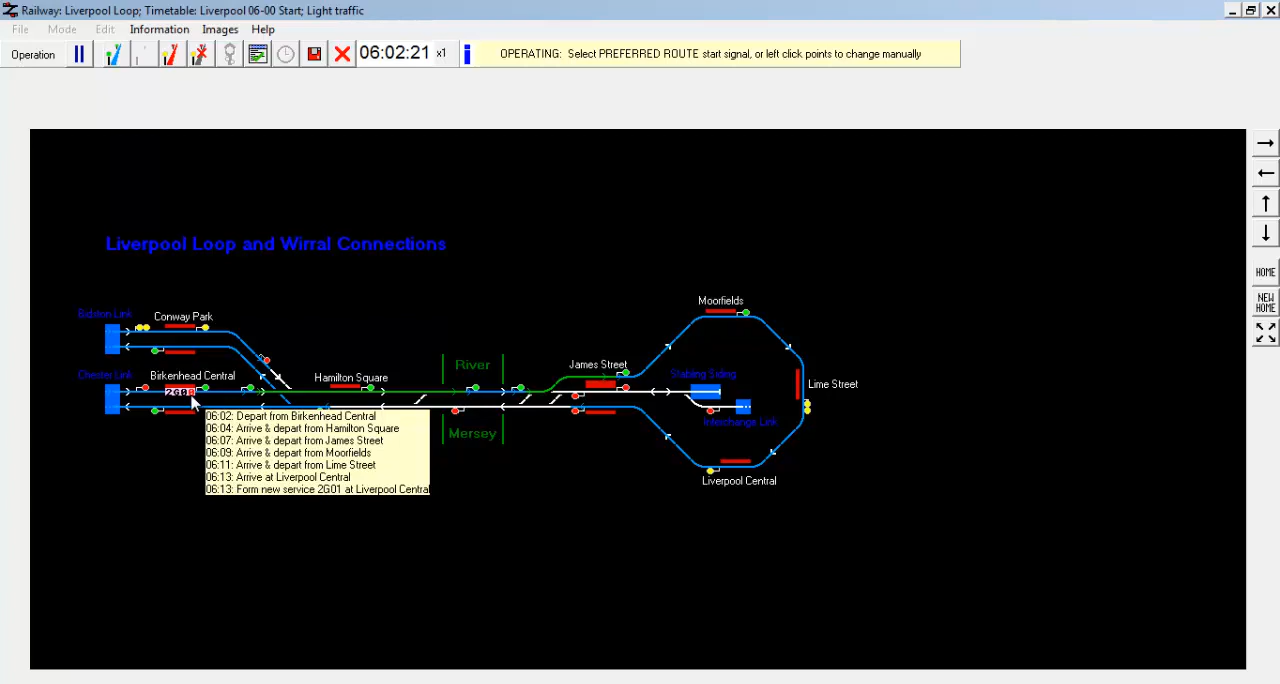 Railway: Liverpool Loop; Timetable: Liverpool 06-00 Start; Light traffic
File Mode Edit Information Images Help
Operation 06:02:21 x1 OPERATING: Select PREFERRED ROUTE start signal, or left click points to change manually
HOME
NEW HOME
Liverpool Loop and Wirral Connections
Moorfields
Bidston Link Conway Park
River
James Street
Chester Link Birkenhead Central
Hamilton Square
Stabling Siding
Lime Street
Interchange Link
Mersey
Liverpool Central
06:02: Depart from Birkenhead Central
06:04: Arrive & depart from Hamilton Square
06:07: Arrive & depart from James Street
06:09: Arrive & depart from Moorfields
06:11: Arrive & depart from Lime Street
06:13: Arrive at Liverpool Central
06:13: Form new service 2G01 at Liverpool Central